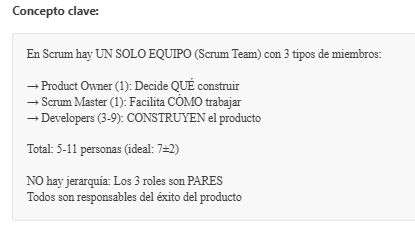 Concepto clave:
En Scrum hay UN SOLO EQUIPO (Scrum Team) con 3 tipos de miembros:
→ Product Owner (1): Decide QUÉ construir
→ Scrum Master (1): Facilita CÓMO trabajar
→ Developers (3-9): CONSTRUYEN el producto
Total: 5-11 personas (ideal: 7±2)
NO hay jerarquía: Los 3 roles son PARES
Todos son responsables del éxito del producto